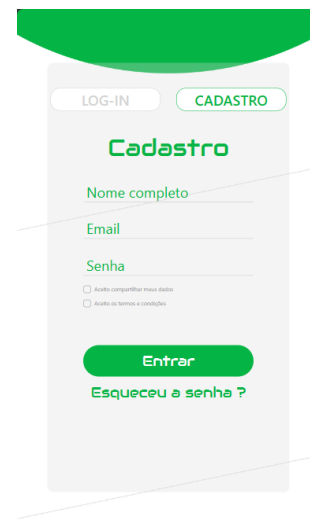 LOG-IN
CADASTRO
Cadastro
Nome completo
Email
Senha
Aceito compartilhar meus dados
Aceito os termos e condições
Entrar
Esqueceu a senha ?